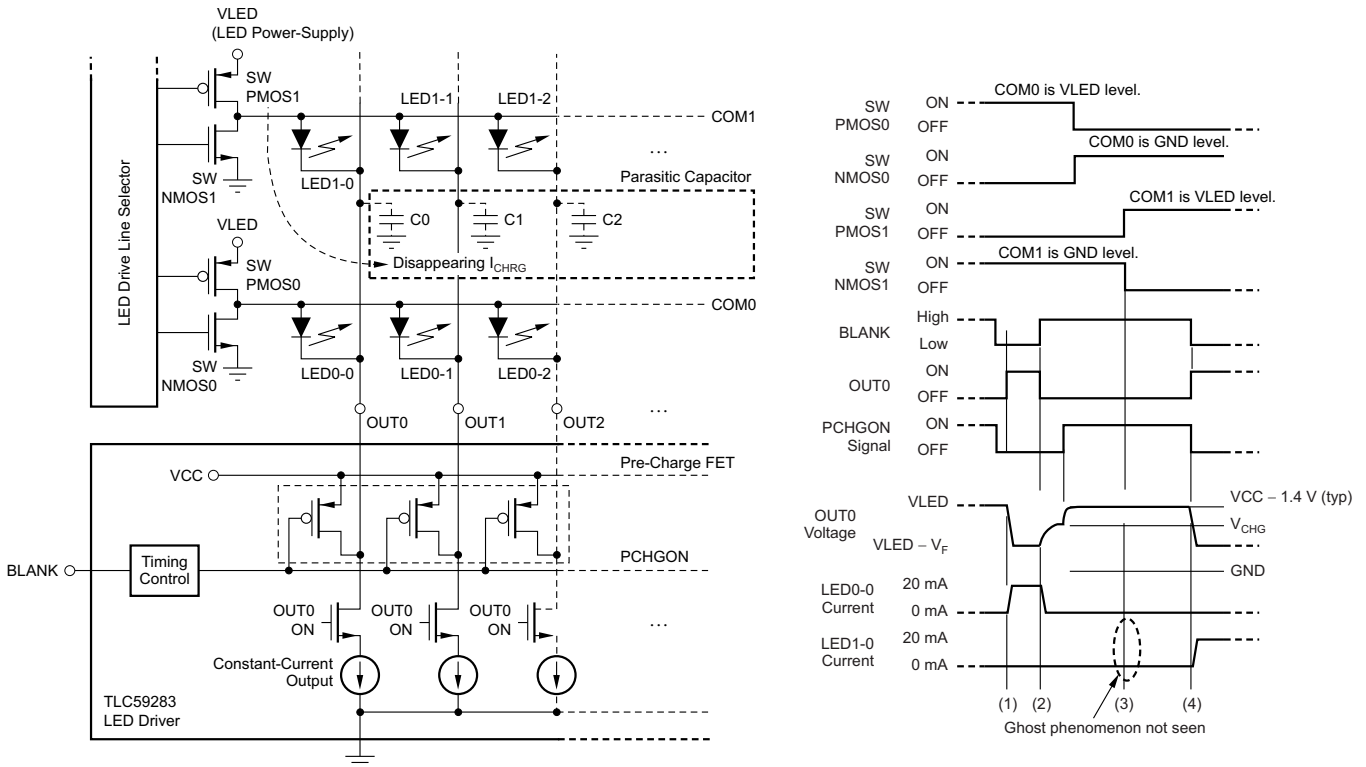 VLED
(LED Power-Supply)
SW
PMOS1
LED1-1
LED1-2
COM1
LED Drive Line Selector
SW
NMOS1
LED1-0
...
Parasitic Capacitor
C0
C1
C2
VLED
Disappearing ICHRG
SW
PMOS0
COM0
SW
NMOS0
LED0-0
LED0-1
LED0-2
OUT0
OUT1
OUT2
...
Pre-Charge FET
VCC
PCHGON
BLANK
Timing
Control
OUT0
ON
OUT0
ON
OUT0
ON
...
Constant-Current
Output
TLC59283
LED Driver
COM0 is VLED level.
SW
PMOS0
ON
OFF
COM0 is GND level.
SW
NMOS0
ON
OFF
COM1 is VLED level.
SW
PMOS1
ON
OFF
COM1 is GND level.
SW
NMOS1
ON
OFF
BLANK
High
Low
OUT0
ON
OFF
PCHGON
Signal
ON
OFF
OUT0
Voltage
VLED
VLED – VF
VCC – 1.4 V (typ)
VCHG
GND
LED0-0
Current
20 mA
0 mA
LED1-0
Current
20 mA
0 mA
(1) (2) (3) (4)
Ghost phenomenon not seen